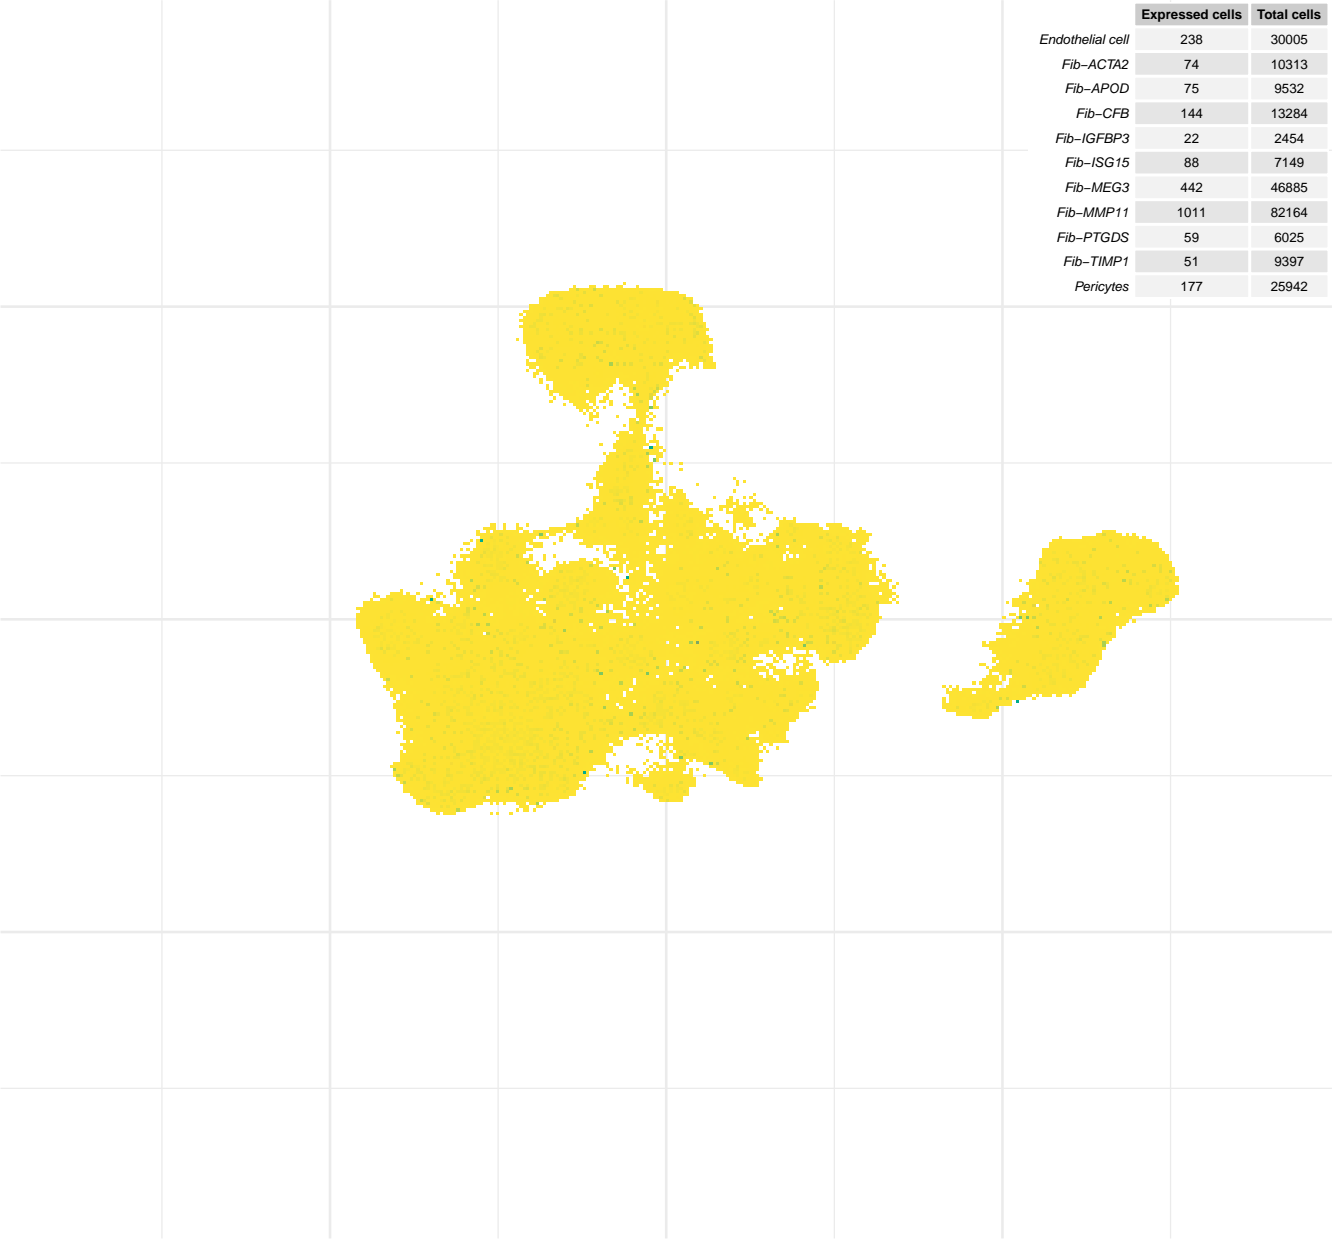 Expressed cells Total cells
Endothelial cell 238 30005
Fib−ACTA2 74 10313
Fib−APOD 75 9532
Fib−CFB 144 13284
Fib−IGFBP3 22 2454
Fib−ISG15 88 7149
Fib−MEG3 442 46885
Fib−MMP11 1011 82164
Fib−PTGDS 59 6025
Fib−TIMP1 51 9397
Pericytes 177 25942